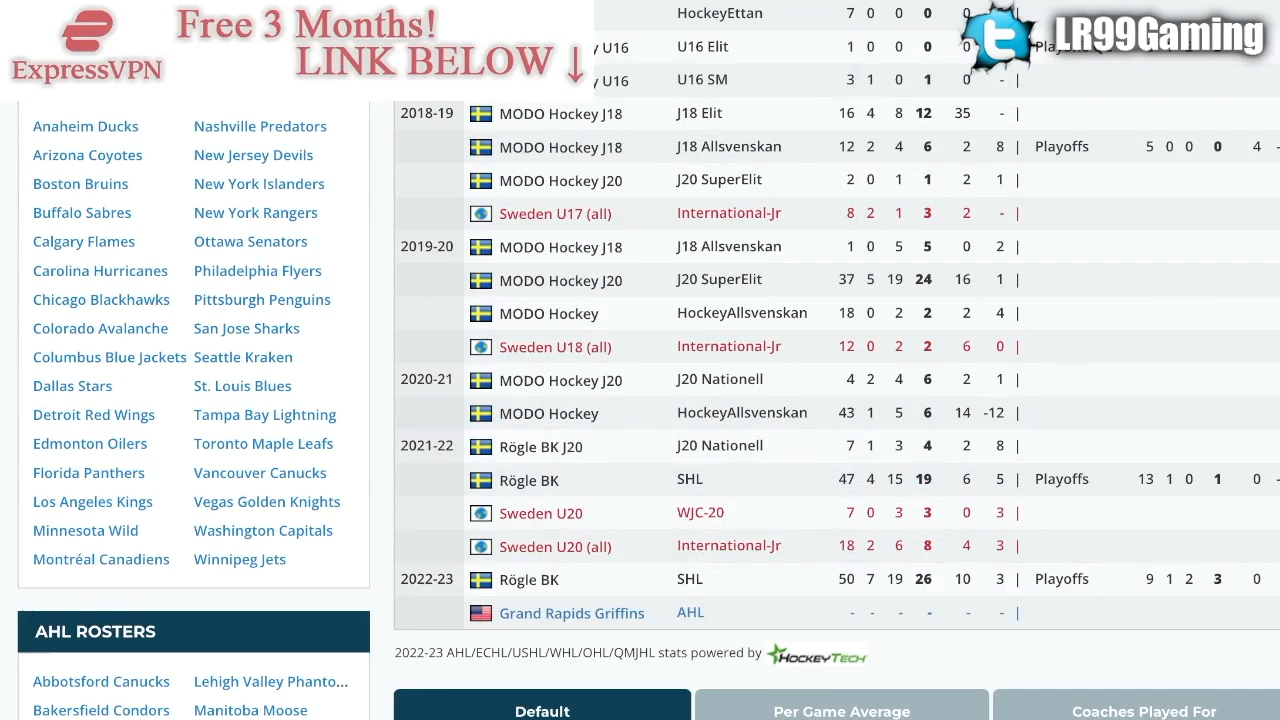 Free 3 Months!
LINK BELOW ↓
ExpressVPN
LR99Gaming
HockeyEttan 7 0 0 0 0
y U16 U16 Elit 1 0 0 0 0
y U16 U16 SM 3 1 0 1 0 - |
2018-19 MODO Hockey J18 J18 Elit 16 4 8 12 35 - |
MODO Hockey J18 J18 Allsvenskan 12 2 4 6 2 8 | Playoffs 5 0 0 0 4 -
MODO Hockey J20 J20 SuperElit 2 0 1 1 2 1 |
Sweden U17 (all) International-Jr 8 2 1 3 2 - |
2019-20 MODO Hockey J18 J18 Allsvenskan 1 0 5 5 0 2 |
MODO Hockey J20 J20 SuperElit 37 5 19 24 16 1 |
MODO Hockey HockeyAllsvenskan 18 0 2 2 2 4 |
Sweden U18 (all) International-Jr 12 0 2 2 6 0 |
2020-21 MODO Hockey J20 J20 Nationell 4 2 4 6 2 1 |
MODO Hockey HockeyAllsvenskan 43 1 5 6 14 -12 |
2021-22 Rögle BK J20 J20 Nationell 7 1 3 4 2 8 |
Rögle BK SHL 47 4 15 19 6 5 | Playoffs 13 1 0 1 0 -
Sweden U20 WJC-20 7 0 3 3 0 3 |
Sweden U20 (all) International-Jr 18 2 6 8 4 3 |
2022-23 Rögle BK SHL 50 7 19 26 10 3 | Playoffs 9 1 2 3 0
Grand Rapids Griffins AHL - - - - - - |
2022-23 AHL/ECHL/USHL/WHL/OHL/QMJHL stats powered by HOCKEYTECH
Default Per Game Average Coaches Played For
Anaheim Ducks Nashville Predators
Arizona Coyotes New Jersey Devils
Boston Bruins New York Islanders
Buffalo Sabres New York Rangers
Calgary Flames Ottawa Senators
Carolina Hurricanes Philadelphia Flyers
Chicago Blackhawks Pittsburgh Penguins
Colorado Avalanche San Jose Sharks
Columbus Blue Jackets Seattle Kraken
Dallas Stars St. Louis Blues
Detroit Red Wings Tampa Bay Lightning
Edmonton Oilers Toronto Maple Leafs
Florida Panthers Vancouver Canucks
Los Angeles Kings Vegas Golden Knights
Minnesota Wild Washington Capitals
Montréal Canadiens Winnipeg Jets
AHL ROSTERS
Abbotsford Canucks Lehigh Valley Phanto...
Bakersfield Condors Manitoba Moose